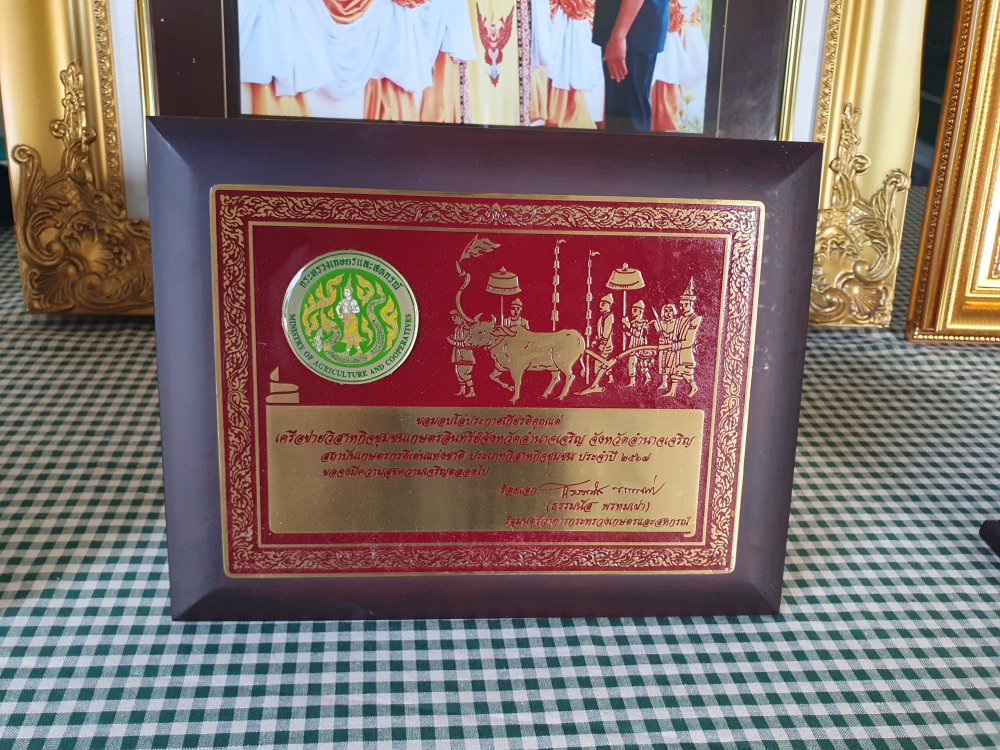 กระทรวงเกษตรและสหกรณ์
MINISTRY OF AGRICULTURE AND COOPERATIVES
ขอมอบโล่ประกาศเกียรติคุณแด่
เครือข่ายวิสาหกิจชุมชนเกษตรอินทรีย์จังหวัดอำนาจเจริญ จังหวัดอำนาจเจริญ
สถาบันเกษตรกรดีเด่นแห่งชาติ ประเภทวิสาหกิจชุมชน ประจำปี ๒๕๖๗
ขอจงมีความสุขความเจริญตลอดไป
ร้อยเอก
(ธรรมนัส พรหมเผ่า)
รัฐมนตรีว่าการกระทรวงเกษตรและสหกรณ์